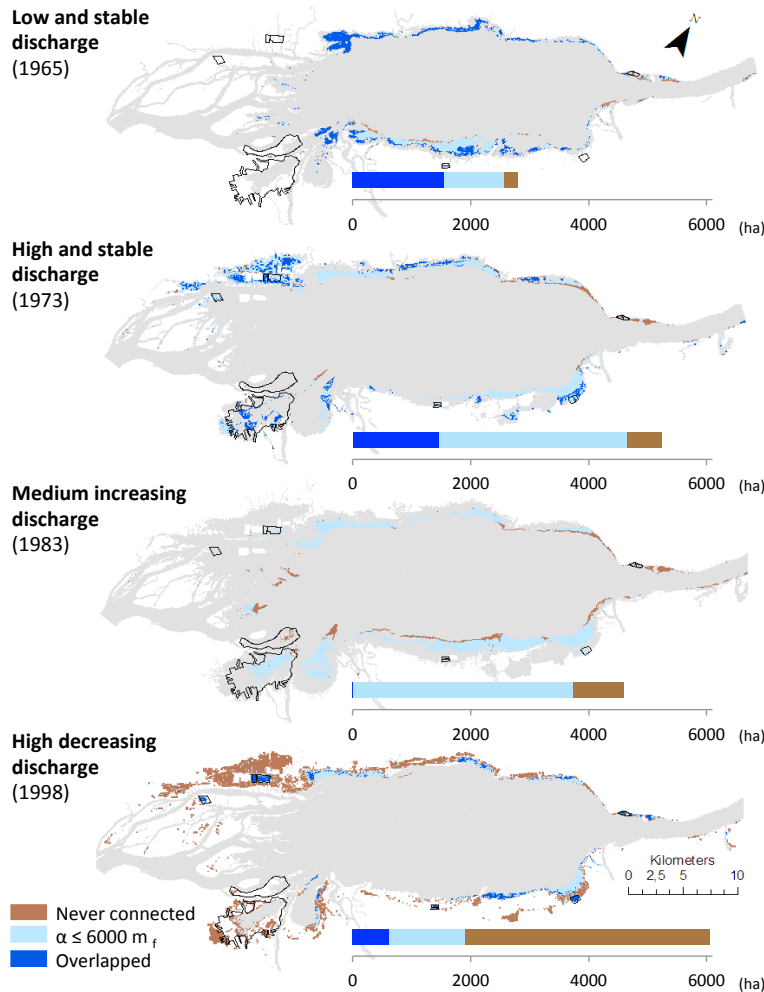 Low and stable
discharge
(1965)
N
0 2000 4000 6000 (ha)
High and stable
discharge
(1973)
0 2000 4000 6000 (ha)
Medium increasing
discharge
(1983)
0 2000 4000 6000 (ha)
High decreasing
discharge
(1998)
Kilometers
0 2,5 5 10
Never connected
α ≤ 6000 m f
Overlapped
0 2000 4000 6000 (ha)